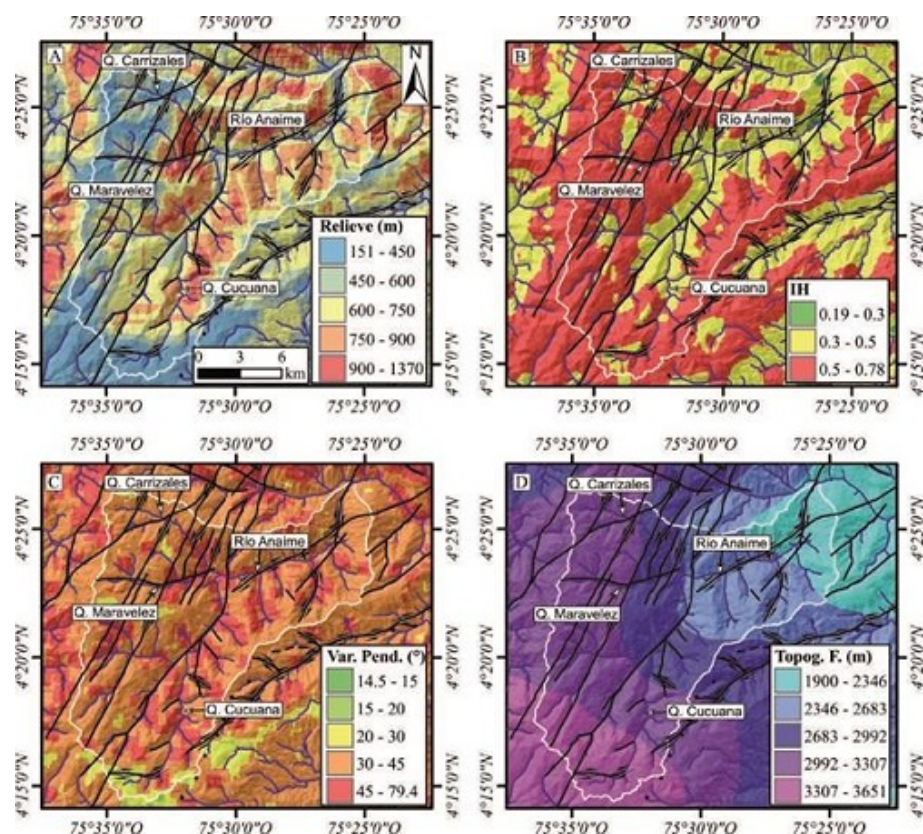 75°35'0"O 75°30'0"O 75°25'0"O
75°35'0"O 75°30'0"O 75°25'0"O
A
N
Q. Carrizales
Río Anaime
Q. Maravelez
Q. Cucuana
Relieve (m)
151 - 450
450 - 600
600 - 750
750 - 900
900 - 1370
0 3 6
km
4°25'0"N
4°20'0"N
4°15'0"N
B
Q. Carrizales
Río Anaime
Q. Maravelez
Q. Cucuana
IH
0.19 - 0.3
0.3 - 0.5
0.5 - 0.78
4°25'0"N
4°20'0"N
4°15'0"N
75°35'0"O 75°30'0"O 75°25'0"O
75°35'0"O 75°30'0"O 75°25'0"O
75°35'0"O 75°30'0"O 75°25'0"O
75°35'0"O 75°30'0"O 75°25'0"O
C
Q. Carrizales
Río Anaime
Q. Maravelez
Q. Cucuana
Var. Pend. (°)
14.5 - 15
15 - 20
20 - 30
30 - 45
45 - 79.4
4°25'0"N
4°20'0"N
4°15'0"N
D
Q. Carrizales
Río Anaime
Q. Maravelez
Q. Cucuana
Topog. F. (m)
1900 - 2346
2346 - 2683
2683 - 2992
2992 - 3307
3307 - 3651
4°25'0"N
4°20'0"N
4°15'0"N
75°35'0"O 75°30'0"O 75°25'0"O
75°35'0"O 75°30'0"O 75°25'0"O